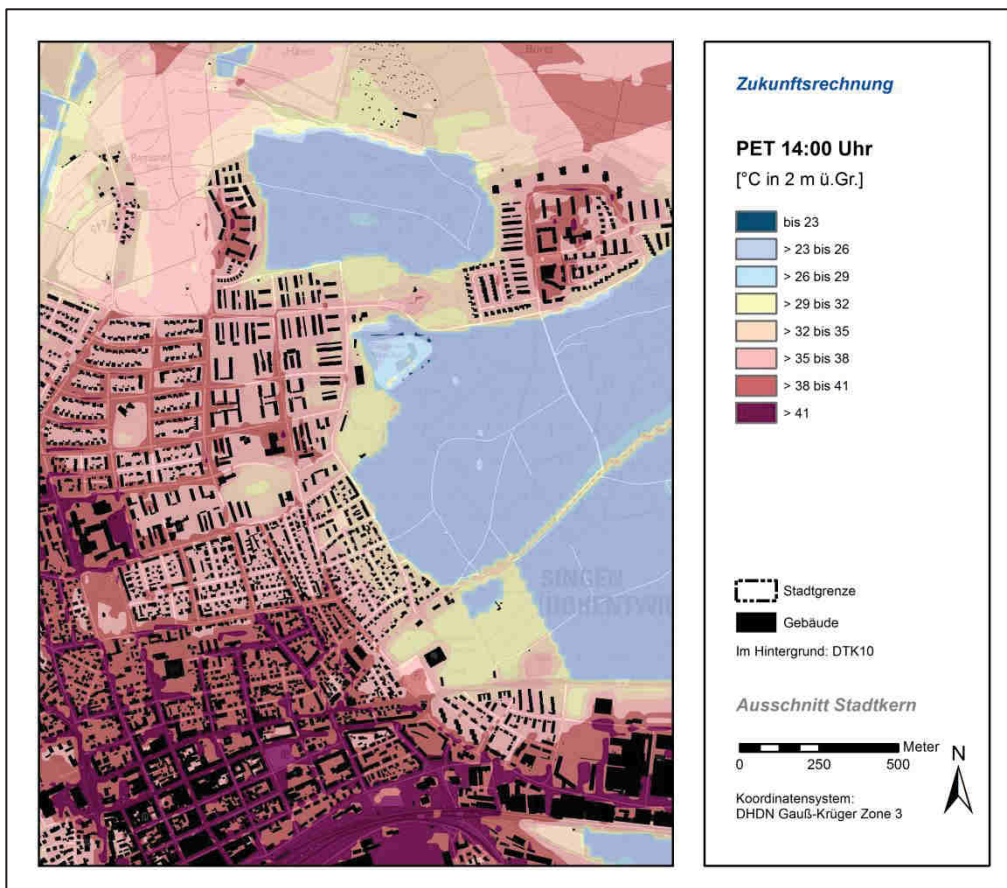 Zukunftsrechnung
PET 14:00 Uhr
[°C in 2 m ü.Gr.]
bis 23
> 23 bis 26
> 26 bis 29
> 29 bis 32
> 32 bis 35
> 35 bis 38
> 38 bis 41
> 41
SINGEN
Stadtgrenze
Gebäude
Im Hintergrund: DTK10
Ausschnitt Stadtkern
Meter
0 250 500
N
Koordinatensystem:
DHDN Gauß-Krüger Zone 3